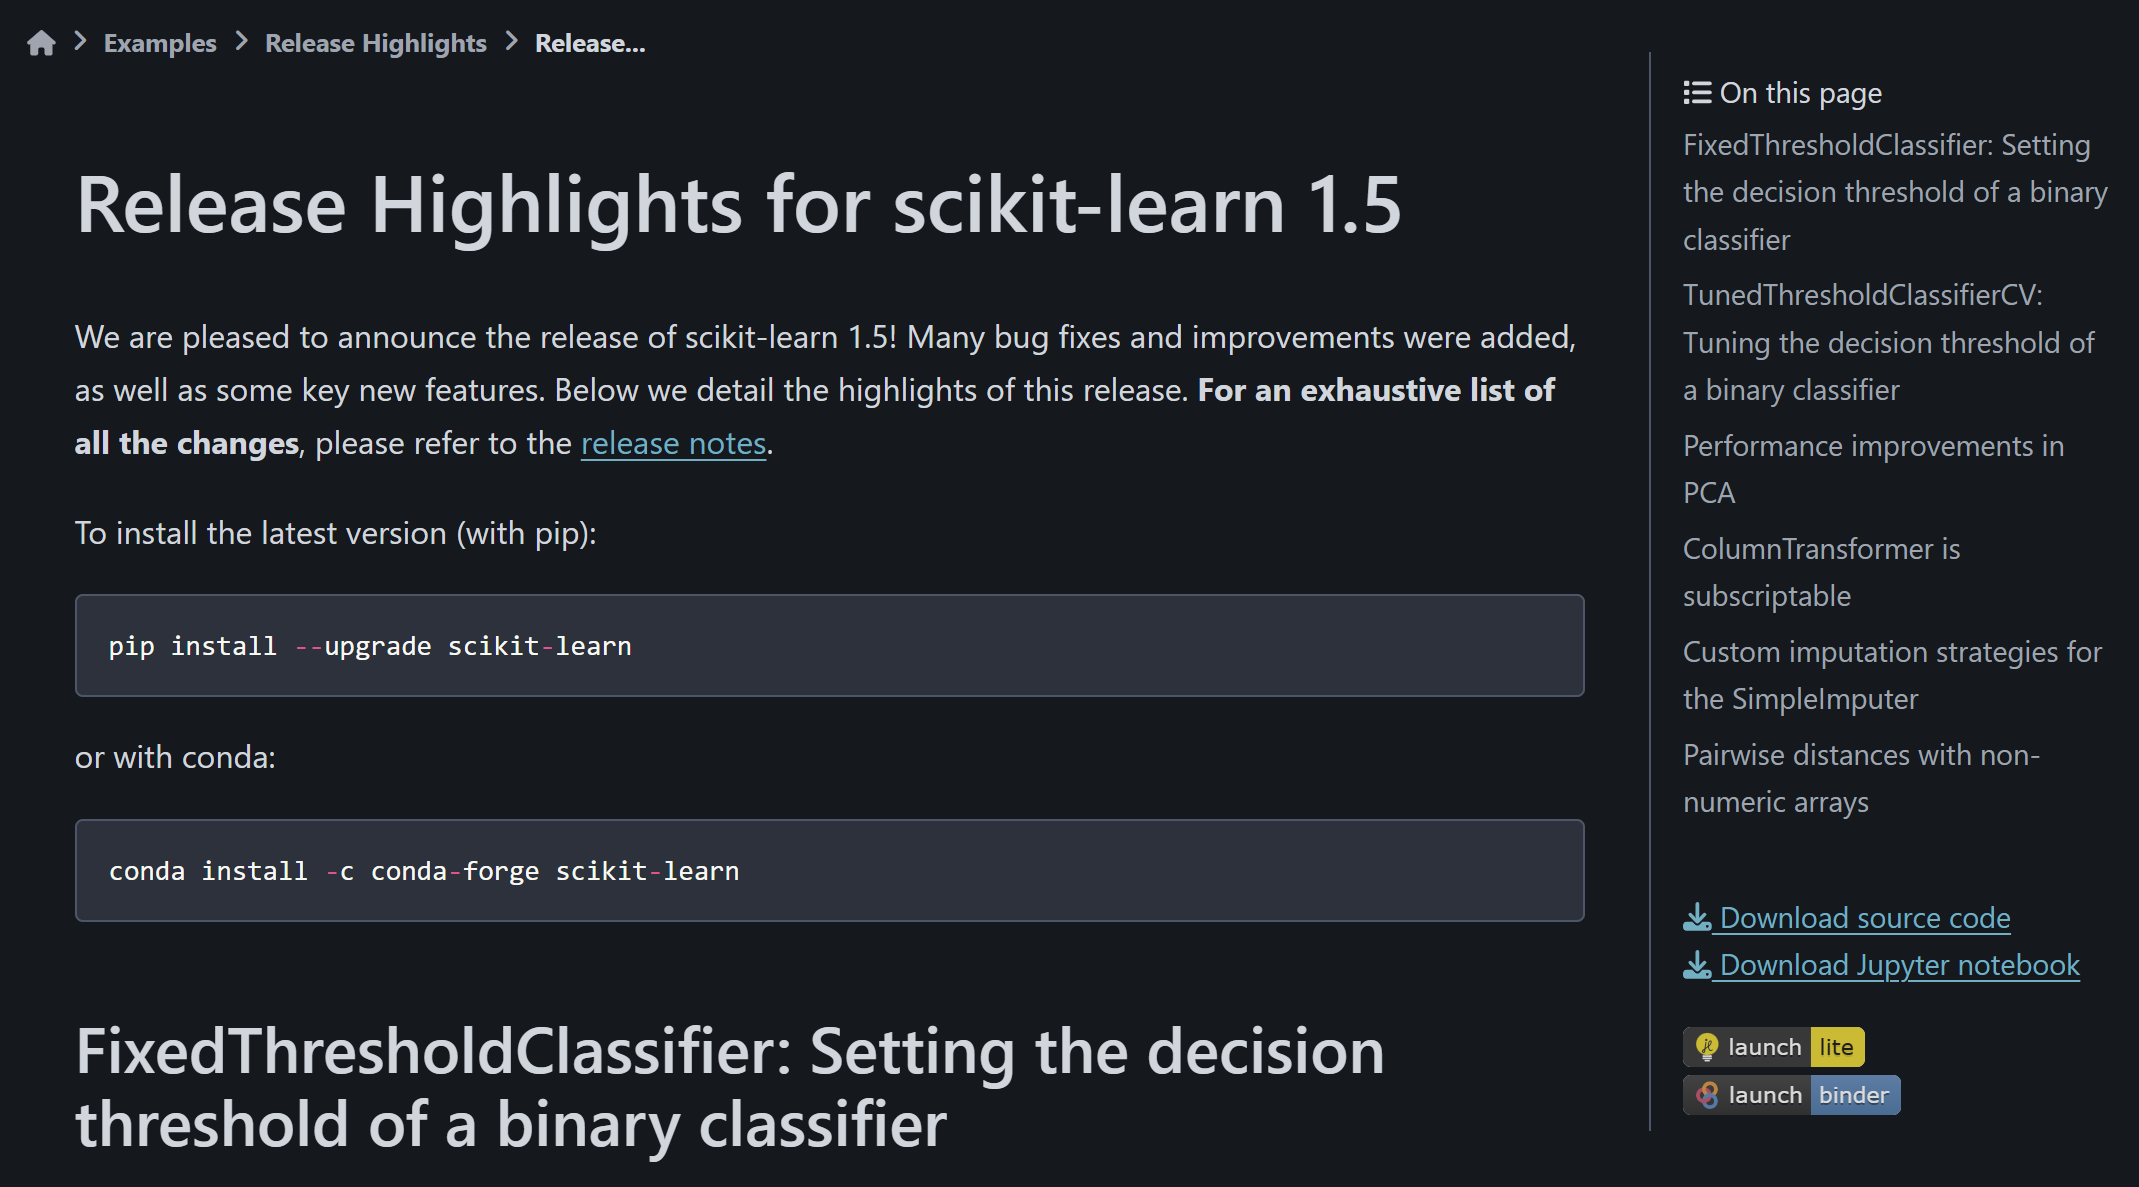 Examples > Release Highlights > Release...
Release Highlights for scikit-learn 1.5
We are pleased to announce the release of scikit-learn 1.5! Many bug fixes and improvements were added,
as well as some key new features. Below we detail the highlights of this release. For an exhaustive list of
all the changes, please refer to the release notes.
To install the latest version (with pip):
pip install --upgrade scikit-learn
or with conda:
conda install -c conda-forge scikit-learn
FixedThresholdClassifier: Setting the decision
threshold of a binary classifier
On this page
FixedThresholdClassifier: Setting
the decision threshold of a binary
classifier
TunedThresholdClassifierCV:
Tuning the decision threshold of
a binary classifier
Performance improvements in
PCA
ColumnTransformer is
subscriptable
Custom imputation strategies for
the SimpleImputer
Pairwise distances with non-
numeric arrays
Download source code
Download Jupyter notebook
launch lite
launch binder